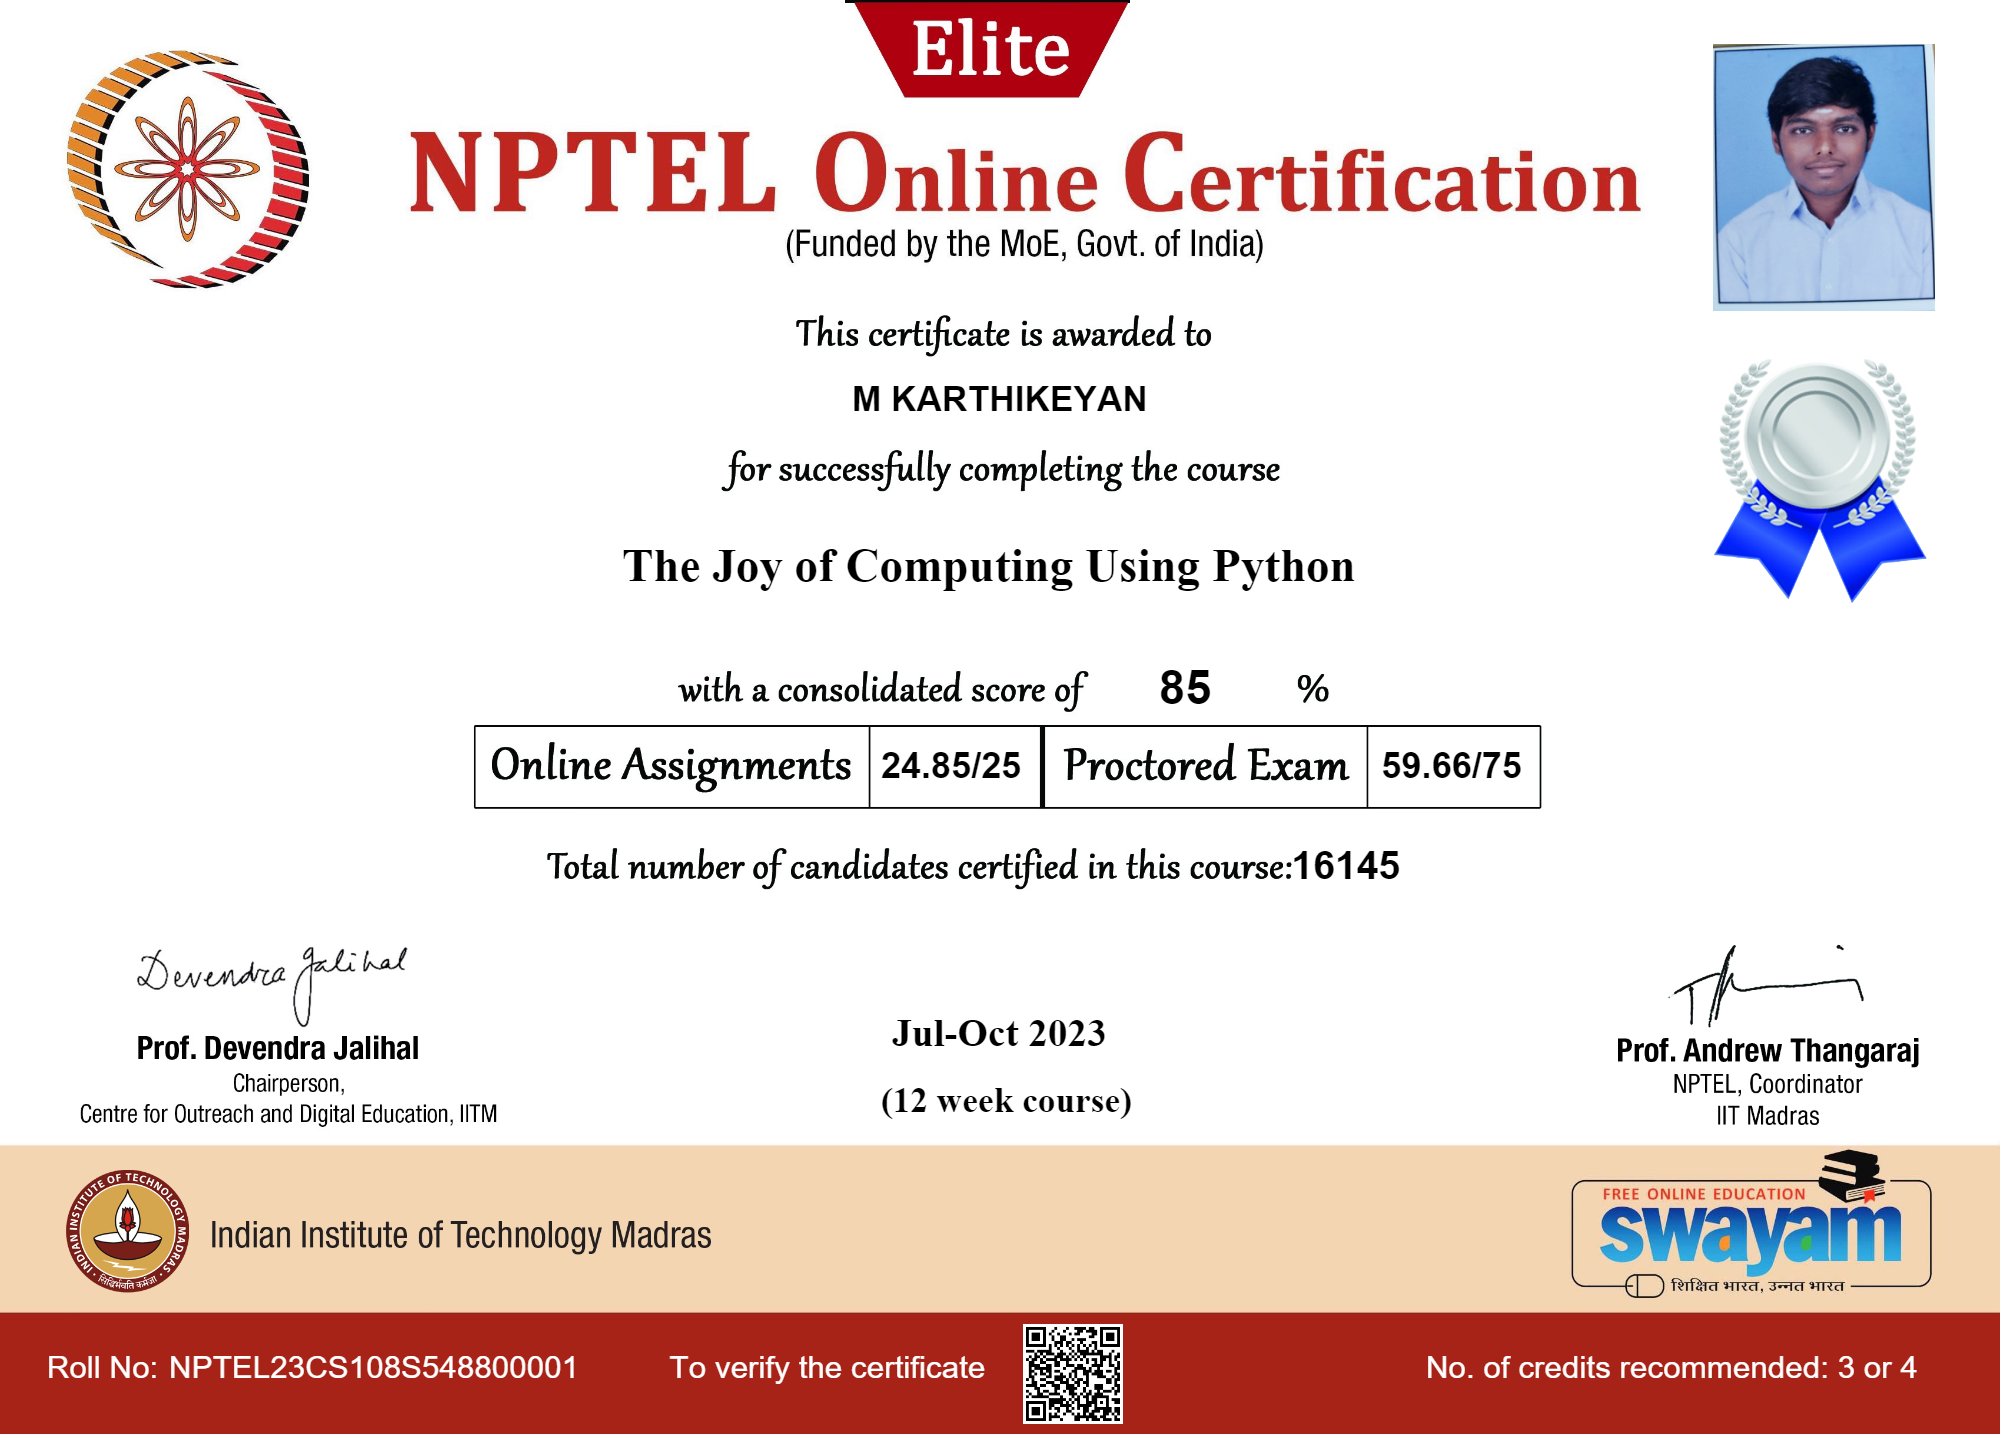 Elite
NPTEL Online Certification
(Funded by the MoE, Govt. of India)
This certificate is awarded to
M KARTHIKEYAN
for successfully completing the course
The Joy of Computing Using Python
with a consolidated score of 85 %
Online Assignments 24.85/25 Proctored Exam 59.66/75
Total number of candidates certified in this course:16145
Devendra Jalihal
Prof. Devendra Jalihal
Chairperson,
Centre for Outreach and Digital Education, IITM
Jul-Oct 2023
(12 week course)
Prof. Andrew Thangaraj
NPTEL, Coordinator
IIT Madras
INDIAN INSTITUTE OF TECHNOLOGY MADRAS
सिद्धिर्भवति कर्मजा
Indian Institute of Technology Madras
FREE ONLINE EDUCATION
swayam
शिक्षित भारत, उन्नत भारत
Roll No: NPTEL23CS108S548800001
To verify the certificate
No. of credits recommended: 3 or 4